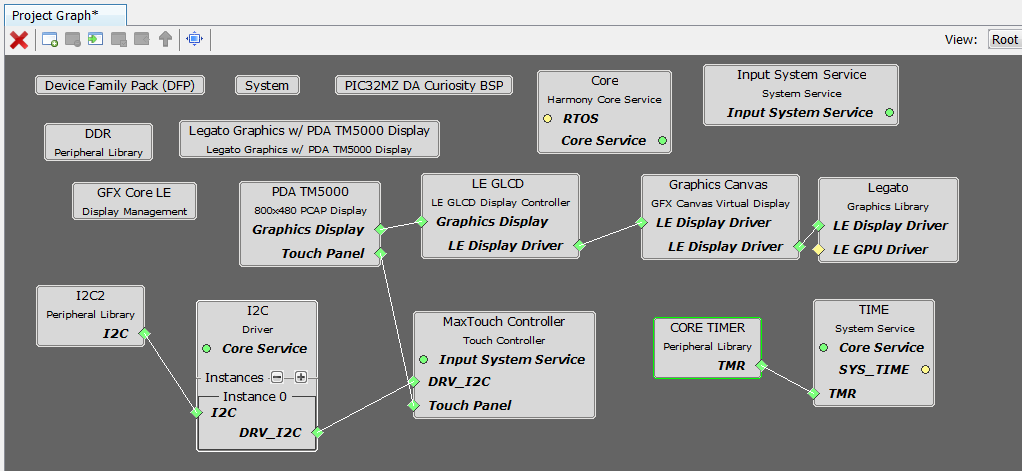 Project Graph*
View: Root
Device Family Pack (DFP)
System
PIC32MZ DA Curiosity BSP
Core
Harmony Core Service
RTOS
Core Service
Input System Service
System Service
Input System Service
DDR
Peripheral Library
Legato Graphics w/ PDA TM5000 Display
Legato Graphics w/ PDA TM5000 Display
GFX Core LE
Display Management
PDA TM5000
800x480 PCAP Display
Graphics Display
Touch Panel
LE GLCD
LE GLCD Display Controller
Graphics Display
LE Display Driver
Graphics Canvas
GFX Canvas Virtual Display
LE Display Driver
LE Display Driver
Legato
Graphics Library
LE Display Driver
LE GPU Driver
I2C2
Peripheral Library
I2C
I2C
Driver
Core Service
Instances
Instance 0
I2C
DRV_I2C
MaxTouch Controller
Touch Controller
Input System Service
DRV_I2C
Touch Panel
CORE TIMER
Peripheral Library
TMR
TIME
System Service
Core Service
SYS_TIME
TMR